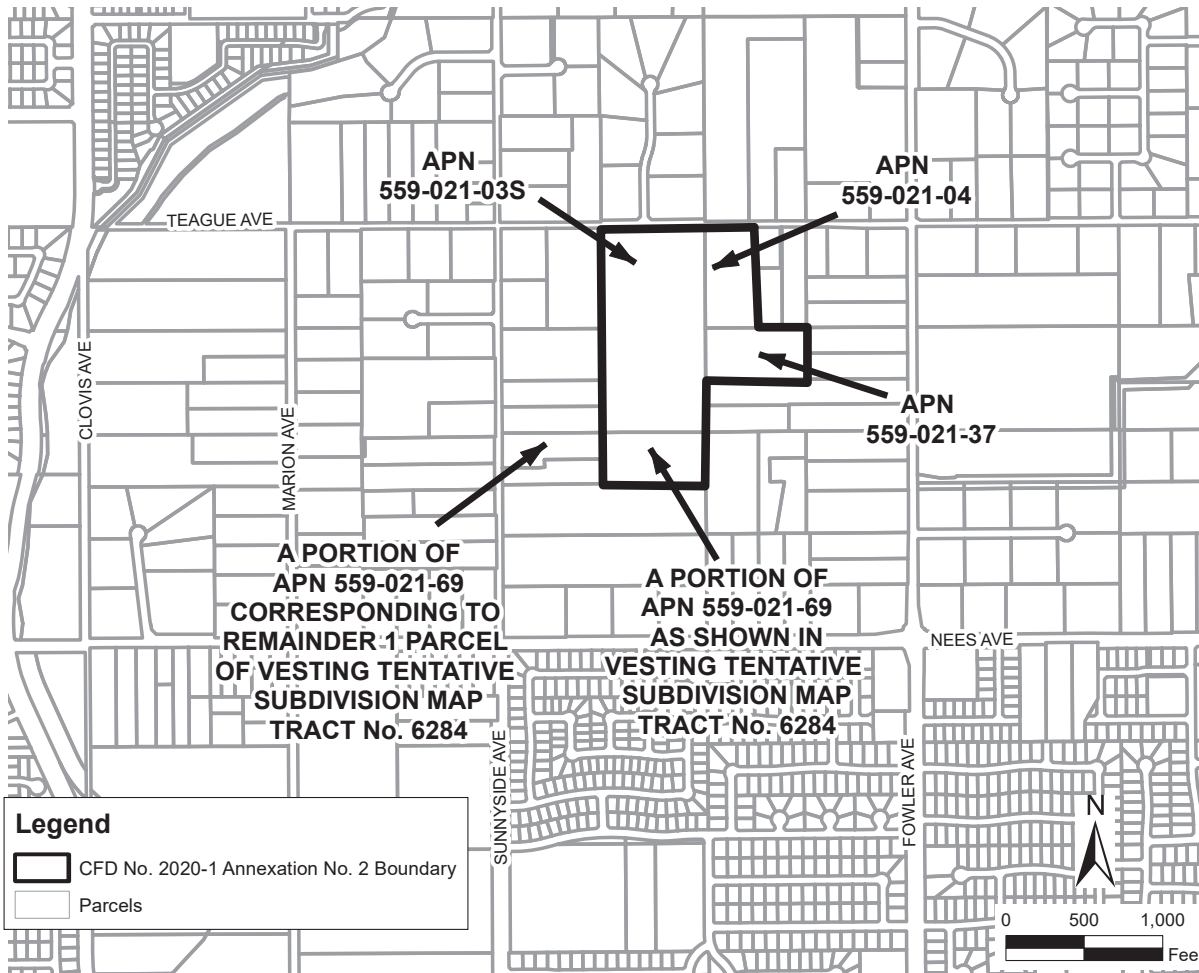 APN
559-021-03S
APN
559-021-04
TEAGUE AVE
CLOVIS AVE
MARION AVE
APN
559-021-37
A PORTION OF
APN 559-021-69
CORRESPONDING TO
REMAINDER 1 PARCEL
OF VESTING TENTATIVE
SUBDIVISION MAP
TRACT No. 6284
A PORTION OF
APN 559-021-69
AS SHOWN IN
VESTING TENTATIVE
SUBDIVISION MAP
TRACT No. 6284
NEES AVE
SUNNYSIDE AVE
FOWLER AVE
Legend
CFD No. 2020-1 Annexation No. 2 Boundary
Parcels
N
0 500 1,000
Fee